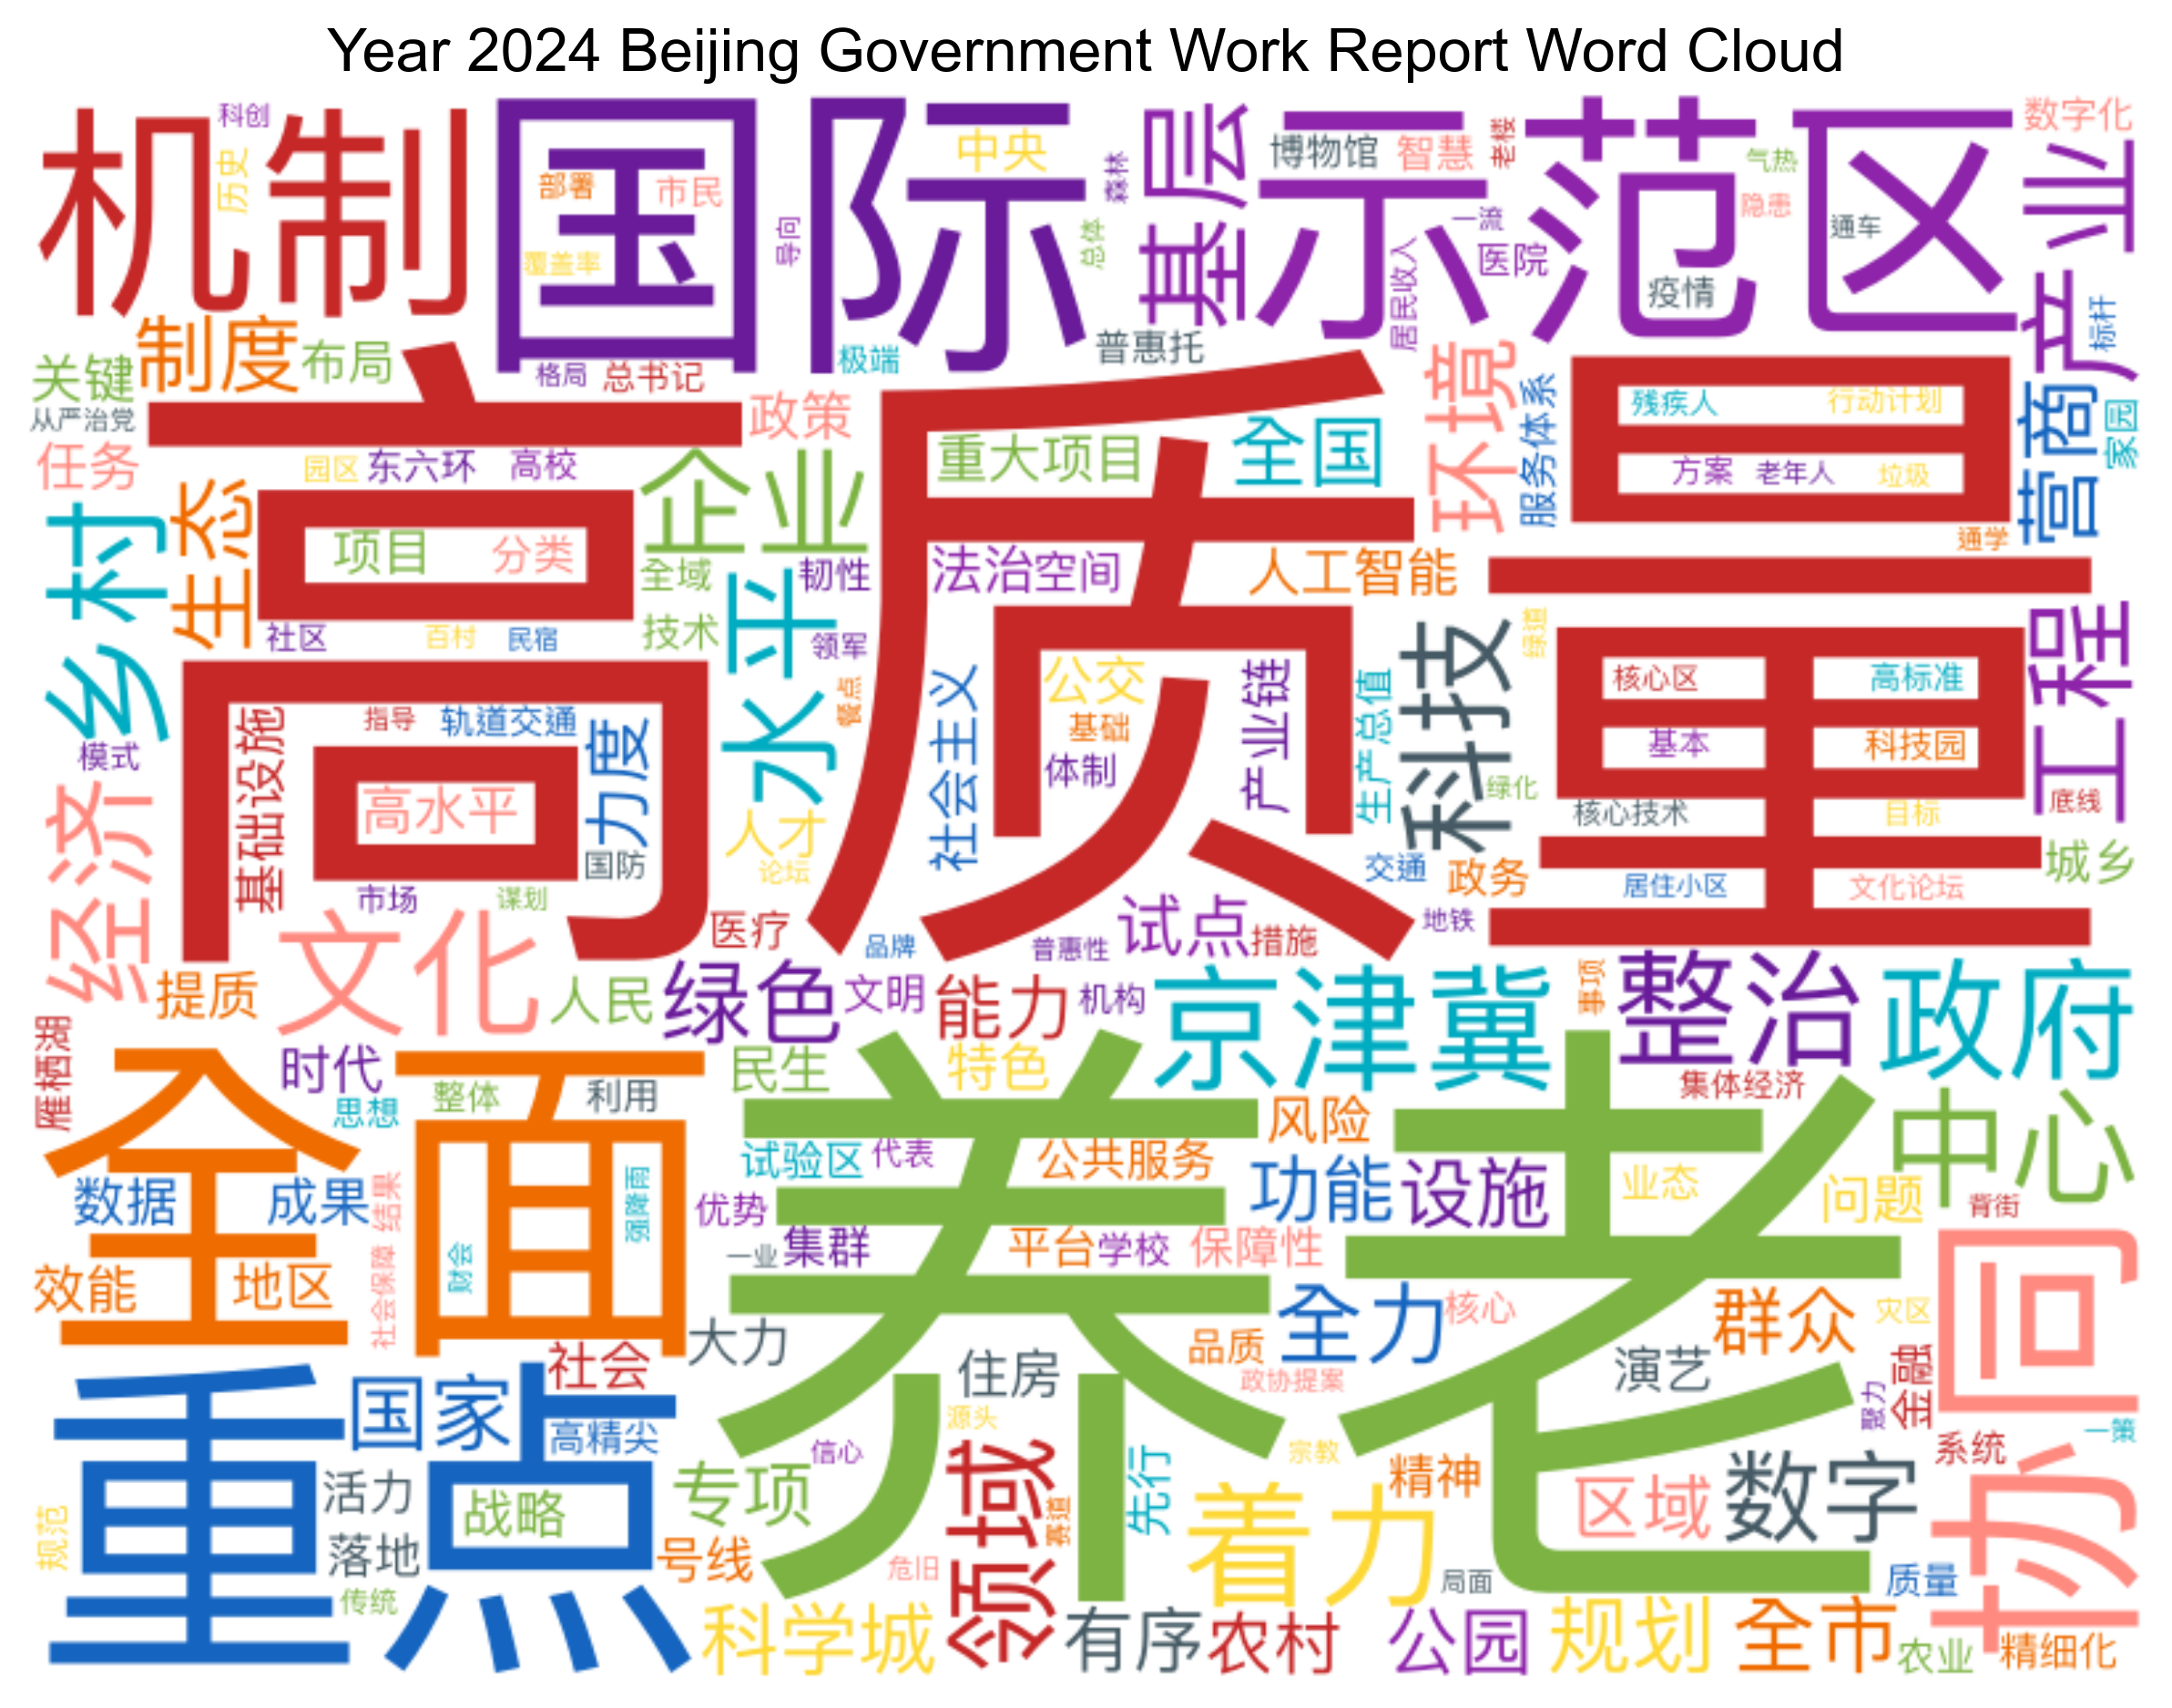 Year 2024 Beijing Government Work Report Word Cloud
机制
科创
历史
国际
部署
市民
覆盖率
导向
中央
森林
总体
基层
示范区
博物馆
智慧
老楼
一流
医院
居民收入
气热
隐患
通车
疫情
数字化
产业
标杆
制度
布局
关键
从严治党
任务
格局
总书记
极端
普惠托
高质量
政策
重大项目
全国
环境
服务体系
残疾人
行动计划
方案
老年人
垃圾
营商
家园
通学
园区
东六环
高校
企业
生态
乡村
项目
分类
全域
韧性
法治
空间
人工智能
水平
技术
领军
社区
百村
民宿
绿道
科技
工程
核心区
高标准
基本
科技园
公交
基础
体制
社会主义
产业链
生产总值
餐点
模式
指导
轨道交通
基础设施
力度
高水平
绿化
核心技术
目标
底线
经济
人才
论坛
国防
市场
谋划
交通
政务
居住小区
文化论坛
城乡
地铁
文化
医疗
品牌
普惠性
试点
措施
提质
人民
绿色
文明
能力
机构
京津冀
事项
整治
政府
雁栖湖
全面
时代
思想
整体
利用
民生
特色
养老
集体经济
中心
风险
试验区
代表
公共服务
功能
设施
业态
问题
背街
数据
成果
结果
强降雨
优势
集群
一业
平台
学校
保障性
财会
社会保障
效能
地区
协同
全力
核心
群众
灾区
大力
品质
政协提案
住房
演艺
金融
聚力
一策
系统
重点
国家
社会
高精尖
源头
信心
宗教
精神
领域
先行
赛道
活力
战略
专项
着力
区域
数字
规范
落地
号线
危旧
局面
质量
传统
科学城
有序
农村
公园
规划
全市
农业
精细化